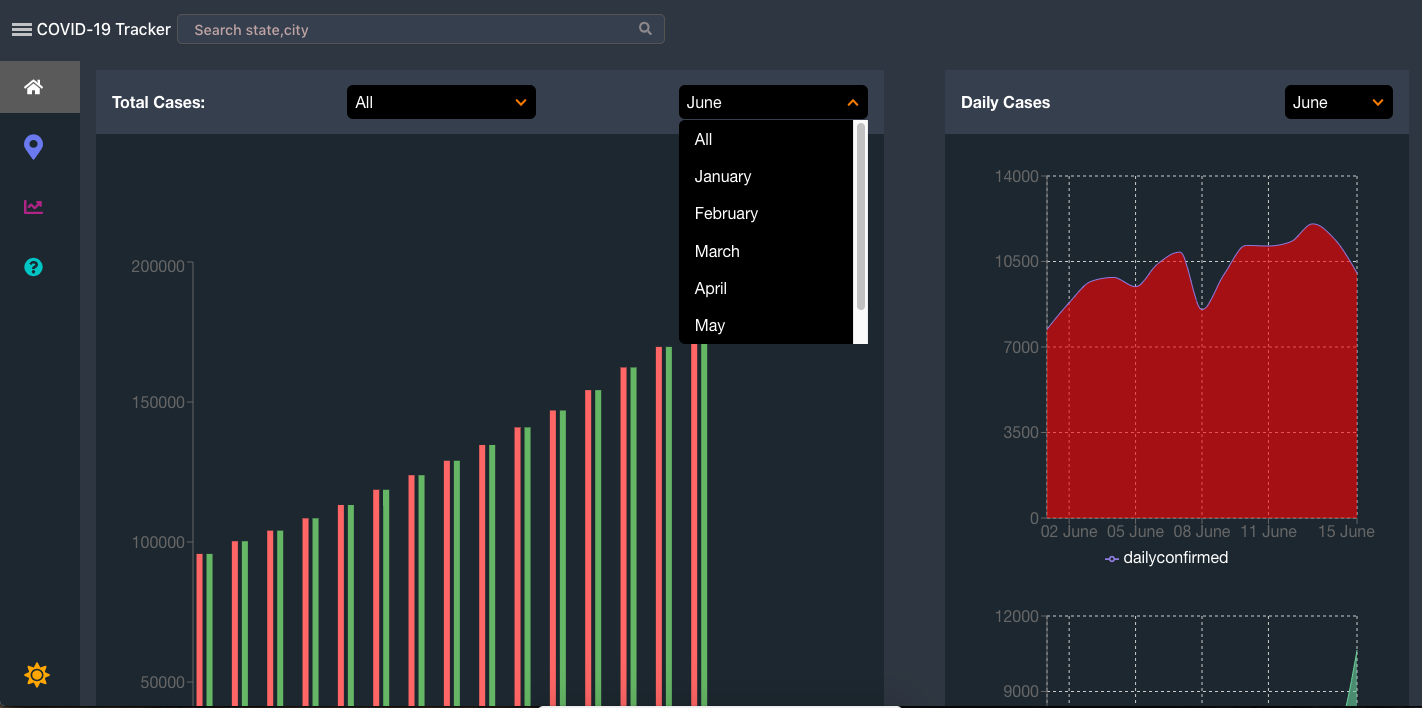 COVID-19 Tracker
Search state,city
Total Cases:
All
June
All
January
February
March
April
May
200000
150000
100000
50000
Daily Cases
June
14000
10500
7000
3500
0
02 June 05 June 08 June 11 June 15 June
dailyconfirmed
12000
9000